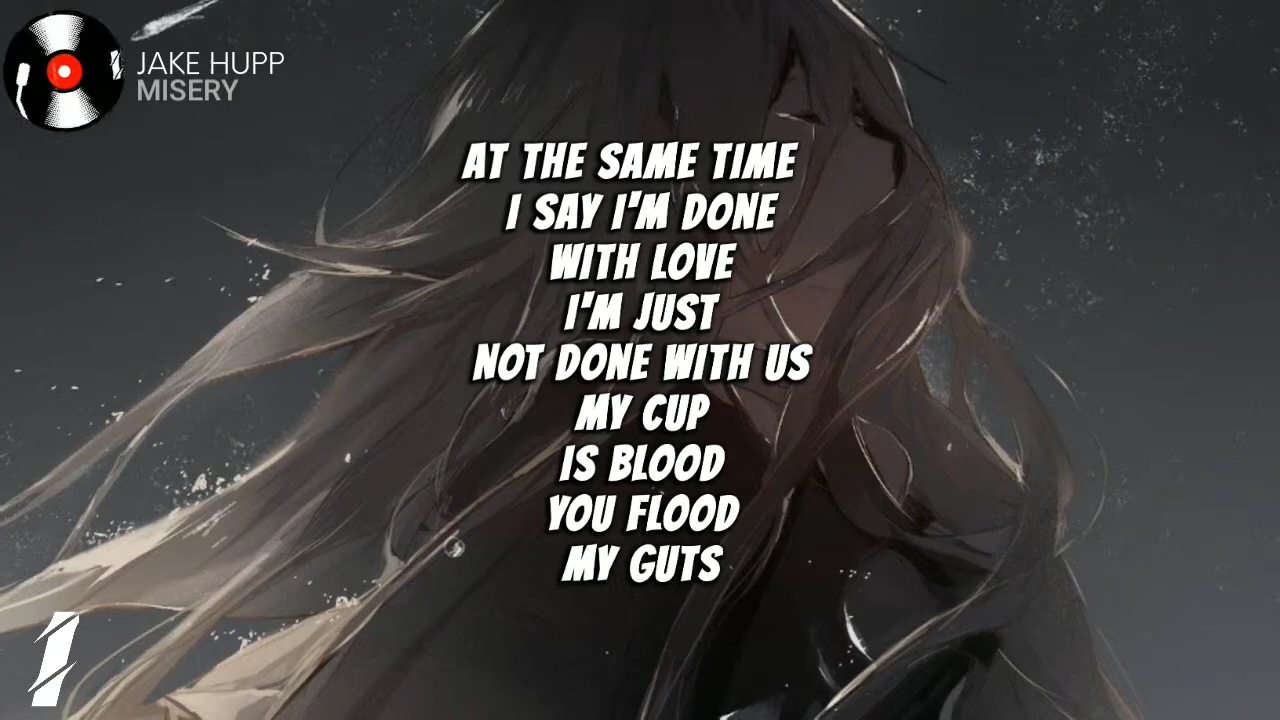 JAKE HUPP
MISERY
AT THE SAME TIME
I SAY I'M DONE
WITH LOVE
I'M JUST
NOT DONE WITH US
MY CUP
IS BLOOD
YOU FLOOD
MY GUTS
1